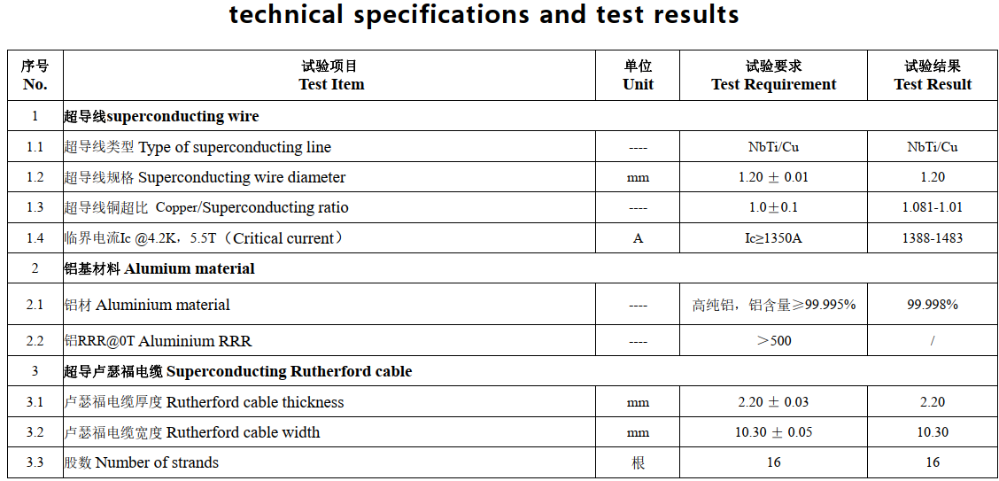 technical specifications and test results
序号 试验项目 单位 试验要求 试验结果
No. Test Item Unit Test Requirement Test Result
1 超导线superconducting wire
1.1 超导线类型 Type of superconducting line ---- NbTi/Cu NbTi/Cu
1.2 超导线规格 Superconducting wire diameter mm 1.20 ± 0.01 1.20
1.3 超导线铜超比 Copper/Superconducting ratio ---- 1.0±0.1 1.081-1.01
1.4 临界电流Ic @4.2K，5.5T（Critical current） A Ic≥1350A 1388-1483
2 铝基材料 Alumium material
2.1 铝材 Aluminium material ---- 高纯铝，铝含量≥99.995% 99.998%
2.2 铝RRR@0T Aluminium RRR ---- ＞500 /
3 超导卢瑟福电缆 Superconducting Rutherford cable
3.1 卢瑟福电缆厚度 Rutherford cable thickness mm 2.20 ± 0.03 2.20
3.2 卢瑟福电缆宽度 Rutherford cable width mm 10.30 ± 0.05 10.30
3.3 股数 Number of strands 根 16 16